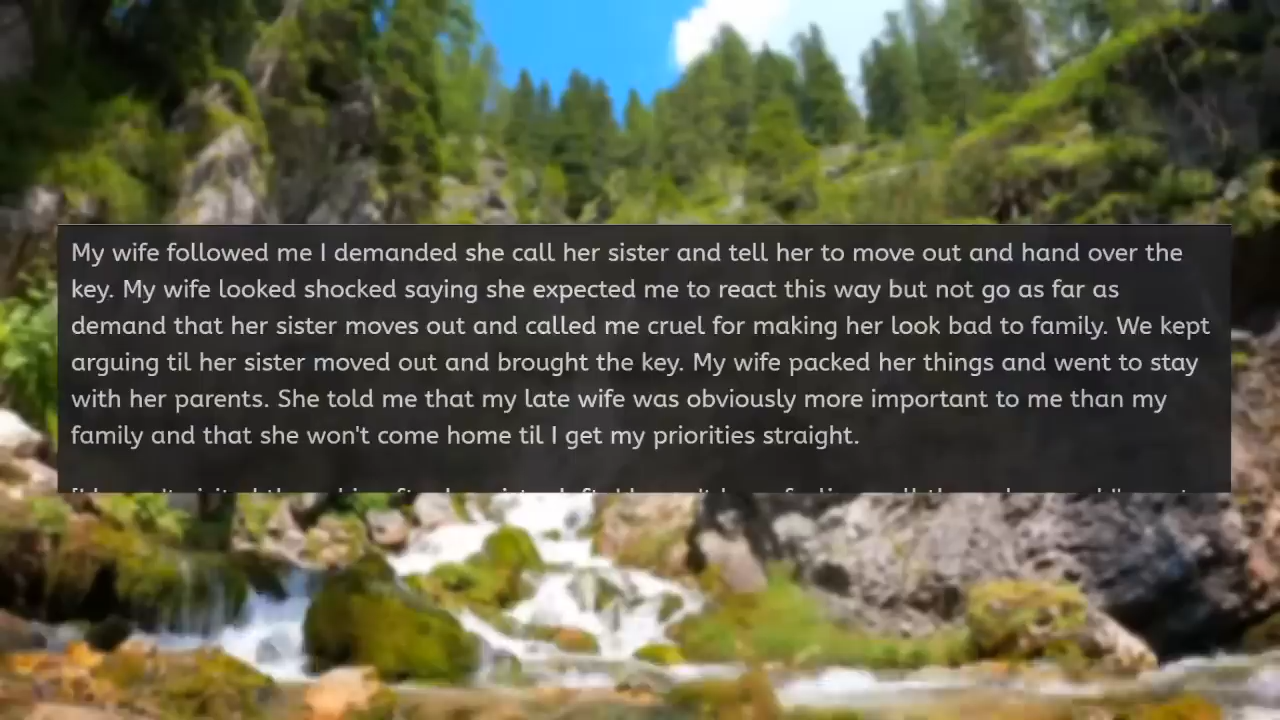 My wife followed me I demanded she call her sister and tell her to move out and hand over the
key. My wife looked shocked saying she expected me to react this way but not go as far as
demand that her sister moves out and called me cruel for making her look bad to family. We kept
arguing til her sister moved out and brought the key. My wife packed her things and went to stay
with her parents. She told me that my late wife was obviously more important to me than my
family and that she won't come home til I get my priorities straight.